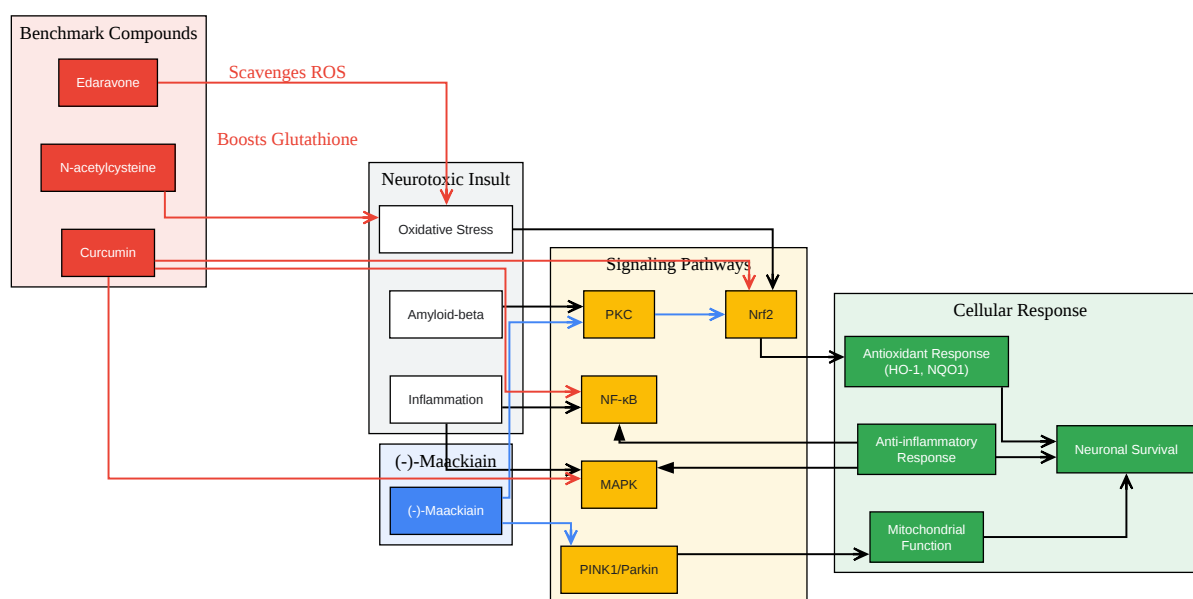 Benchmark Compounds
Edaravone
Scavenges ROS
Boosts Glutathione
N-acetylcysteine
Curcumin
Neurotoxic Insult
Oxidative Stress
Amyloid-beta
Inflammation
(-)-Maackiain
(-)-Maackiain
Signaling Pathways
PKC
Nrf2
NF-κB
MAPK
PINK1/Parkin
Cellular Response
Antioxidant Response
(HO-1, NQO1)
Anti-inflammatory
Response
Neuronal Survival
Mitochondrial
Function